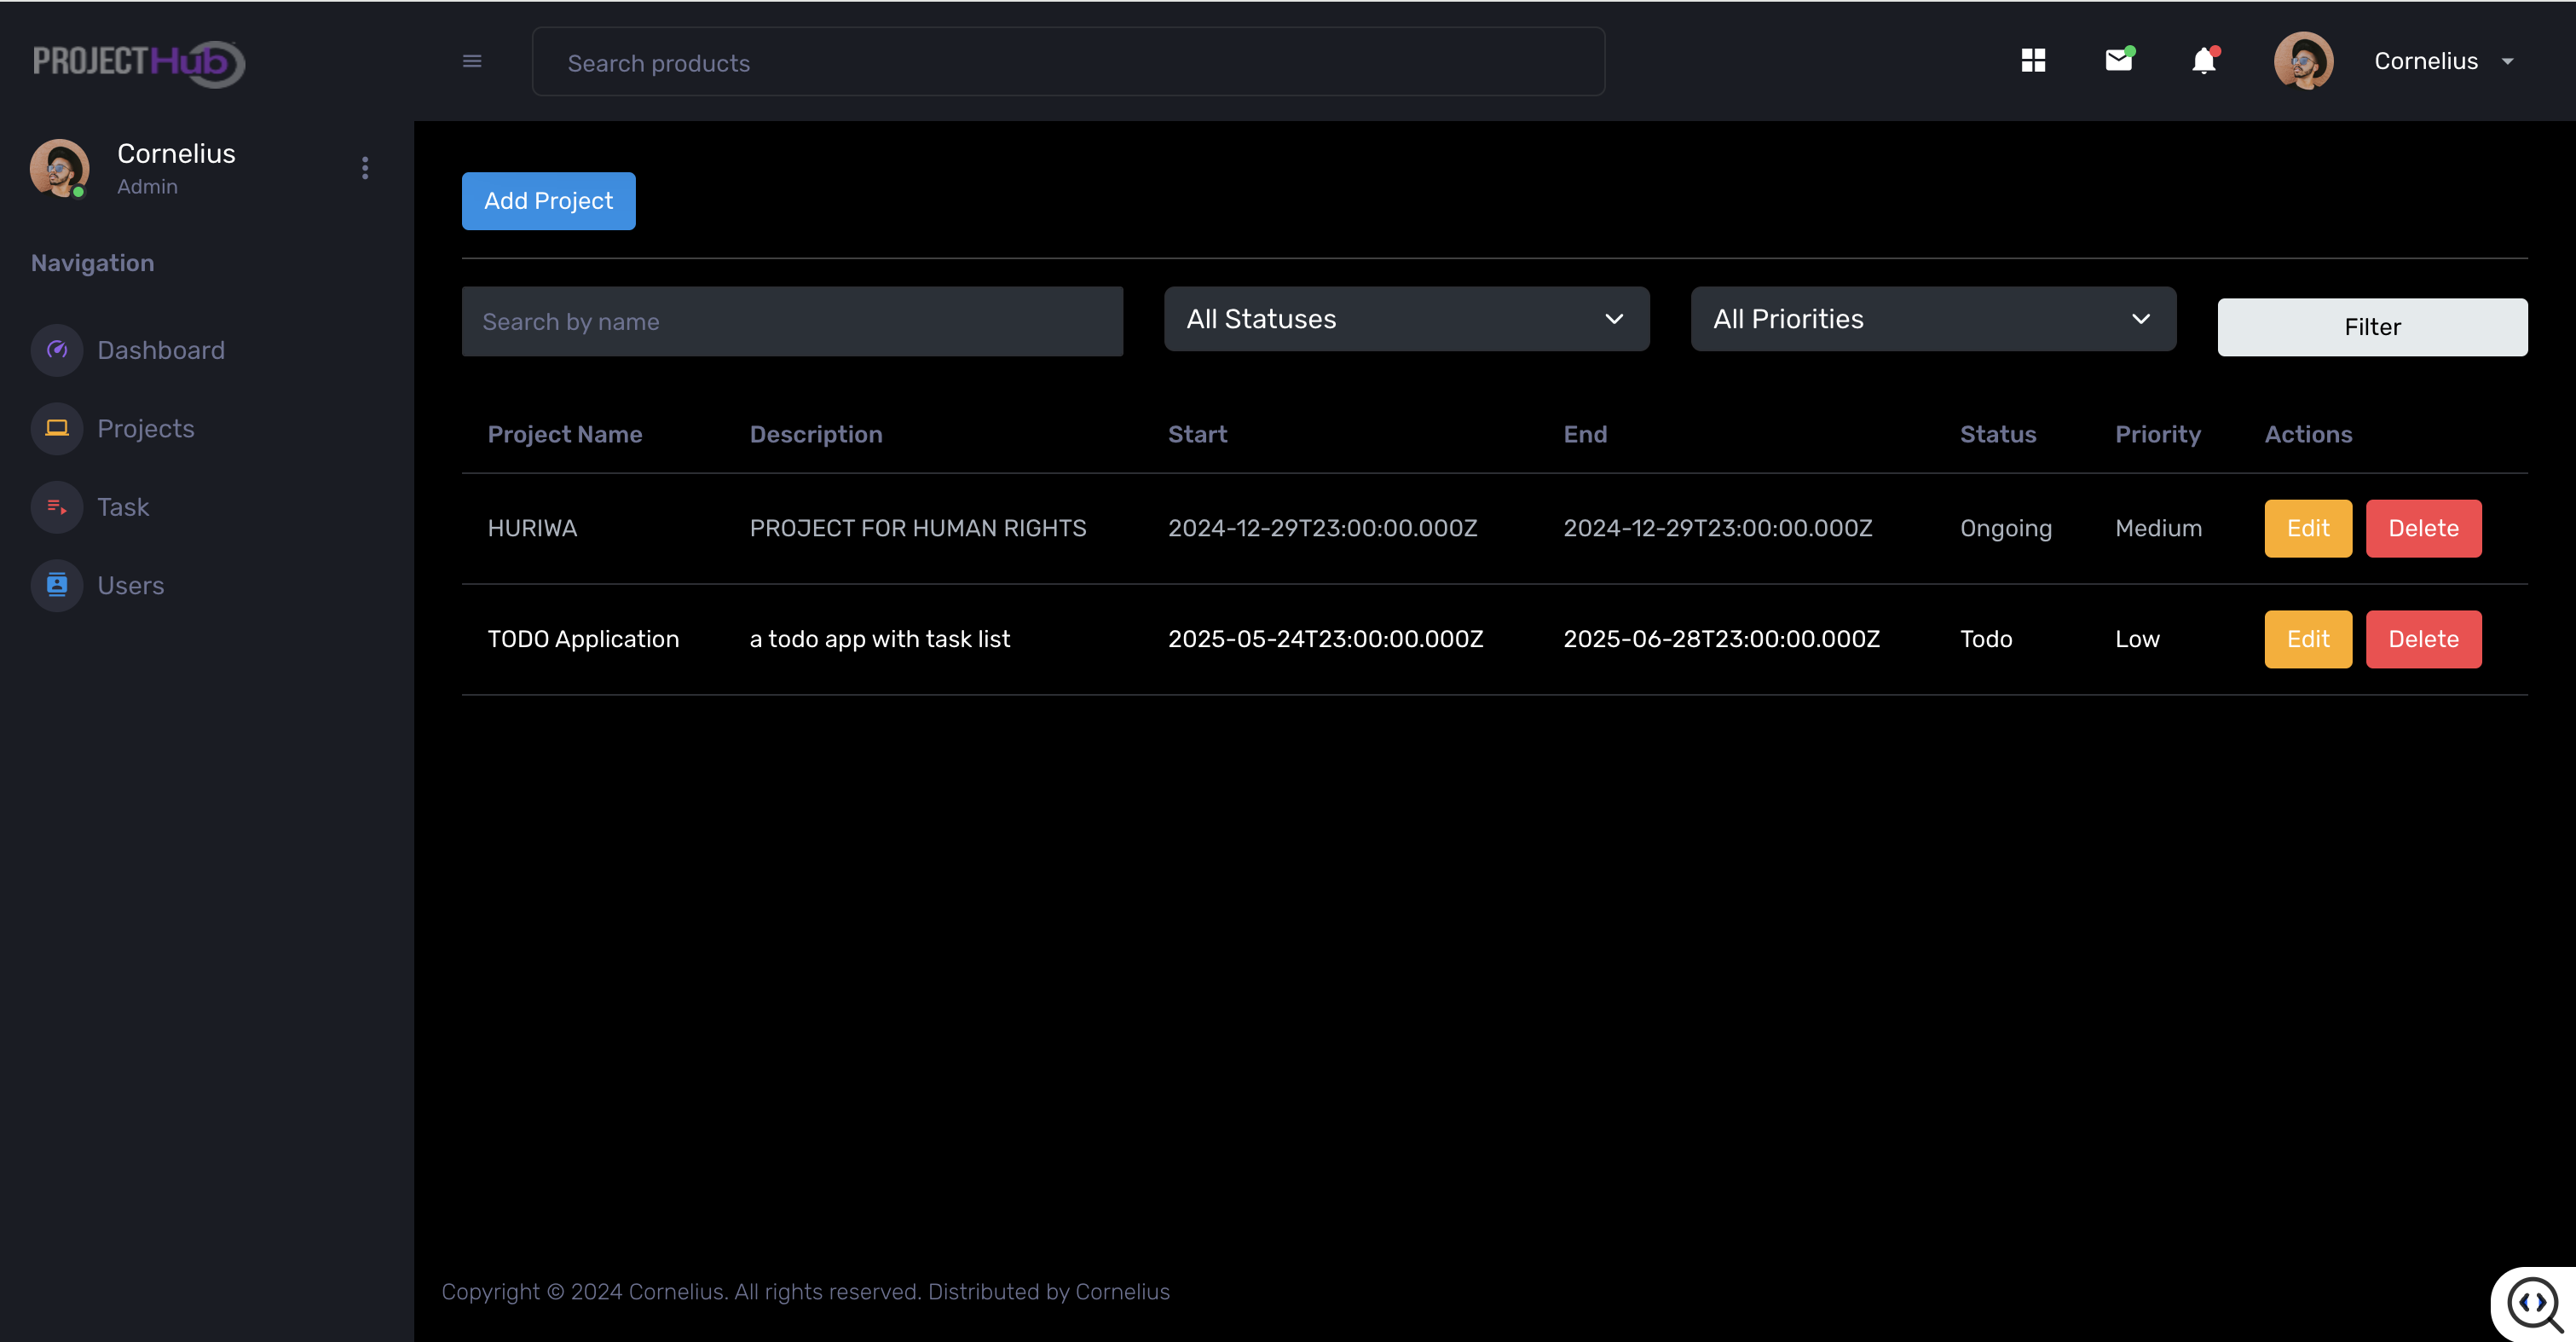 PROJECTHub
Search products
Cornelius
Cornelius
Admin
Navigation
Dashboard
Projects
Task
Users
Add Project
Search by name
All Statuses
All Priorities
Filter
Project Name Description Start End Status Priority Actions
HURIWA PROJECT FOR HUMAN RIGHTS 2024-12-29T23:00:00.000Z 2024-12-29T23:00:00.000Z Ongoing Medium Edit Delete
TODO Application a todo app with task list 2025-05-24T23:00:00.000Z 2025-06-28T23:00:00.000Z Todo Low Edit Delete
Copyright © 2024 Cornelius. All rights reserved. Distributed by Cornelius